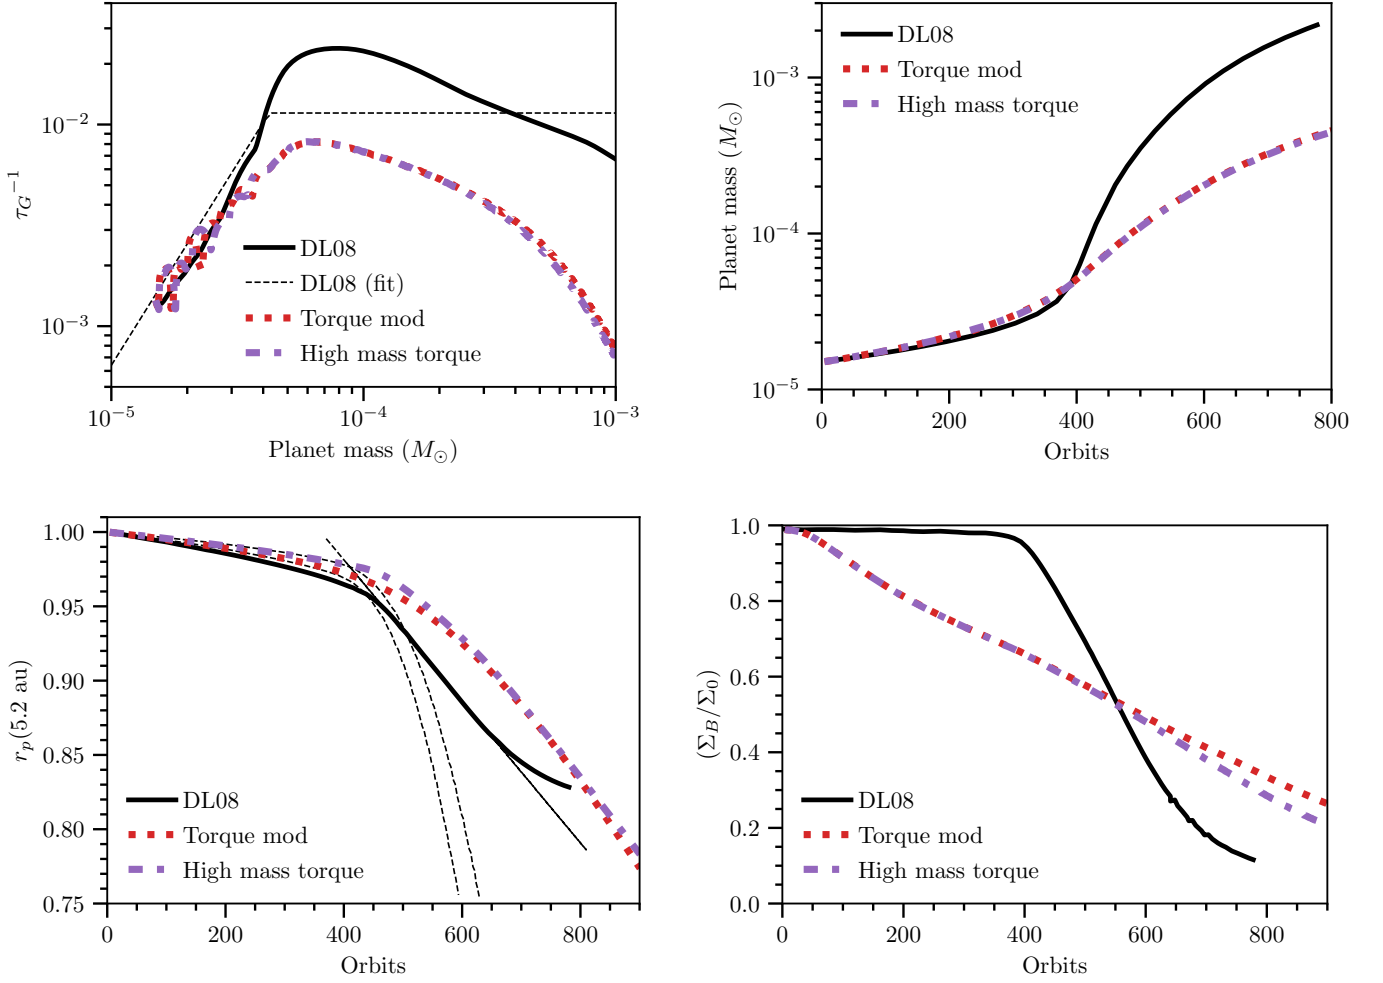 10⁻²
10⁻³
τ_G⁻¹
DL08
DL08 (fit)
Torque mod
High mass torque
10⁻⁵
10⁻⁴
10⁻³
Planet mass (M☉)
10⁻³
10⁻⁴
10⁻⁵
Planet mass (M☉)
DL08
Torque mod
High mass torque
0 200 400 600 800
Orbits
1.00
0.95
0.90
0.85
0.80
0.75
r_p(5.2 au)
DL08
Torque mod
High mass torque
0 200 400 600 800
Orbits
1.0
0.8
0.6
0.4
0.2
0.0
(Σ_B/Σ_0)
DL08
Torque mod
High mass torque
0 200 400 600 800
Orbits